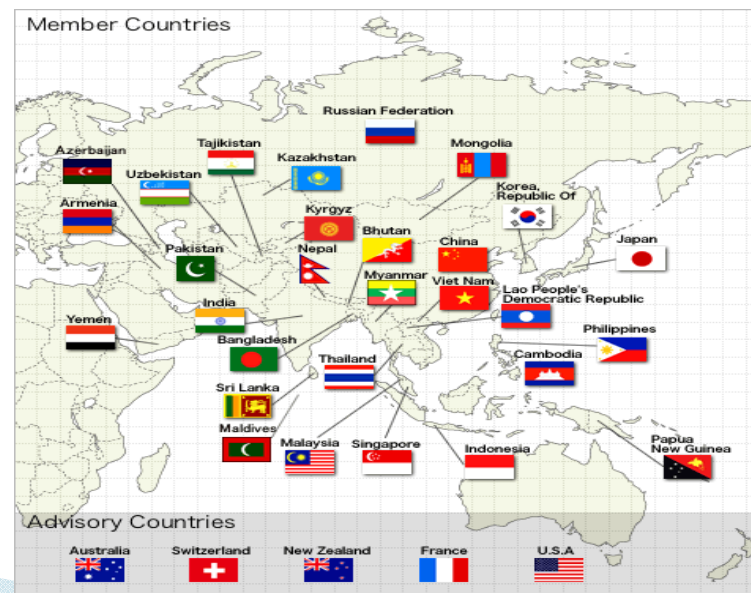 Member Countries
Russian Federation
Azerbaijan
Tajikistan
Kazakhstan
Mongolia
Uzbekistan
Korea,
Republic Of
Armenia
Kyrgyz
Bhutan
China
Japan
Pakistan
Nepal
Myanmar
Viet Nam
Lao People's
Democratic Republic
India
Yemen
Bangladesh
Philippines
Thailand
Cambodia
Sri Lanka
Maldives
Malaysia
Singapore
Indonesia
Papua
New Guinea
Advisory Countries
Australia
Switzerland
New Zealand
France
U.S.A